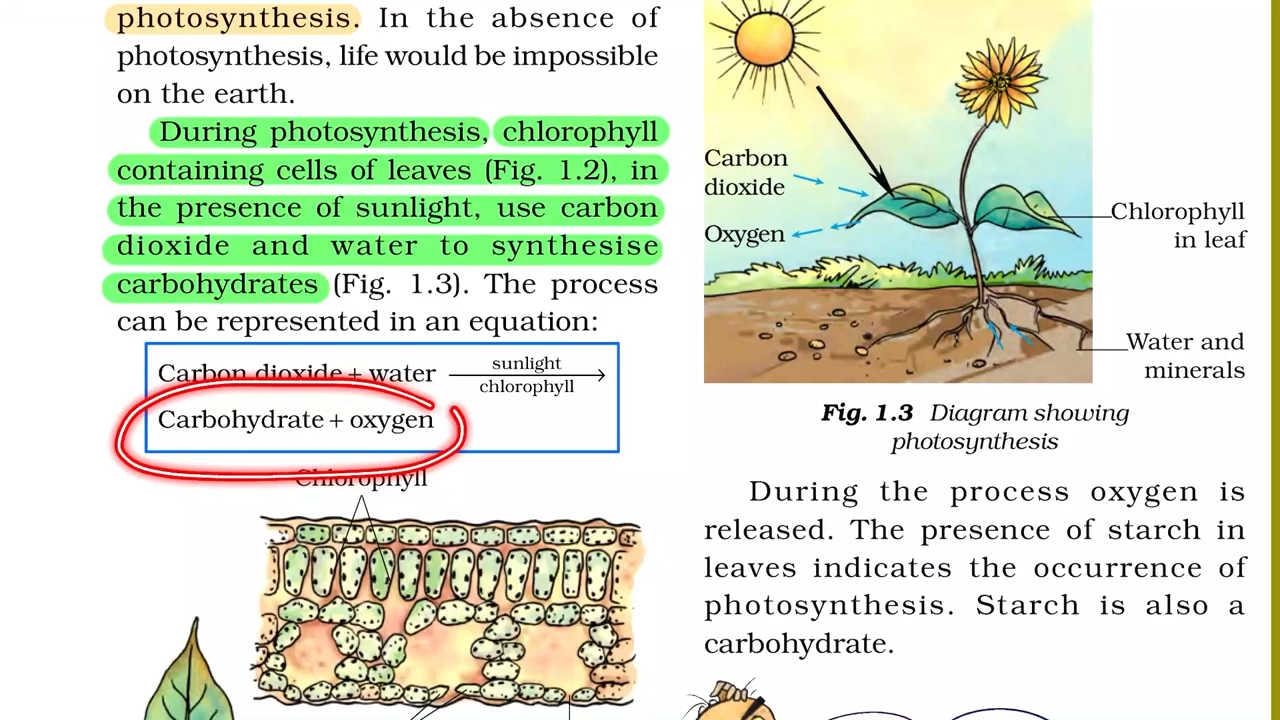 photosynthesis. In the absence of
photosynthesis, life would be impossible
on the earth.
During photosynthesis, chlorophyll
containing cells of leaves (Fig. 1.2), in
the presence of sunlight, use carbon
dioxide and water to synthesise
carbohydrates (Fig. 1.3). The process
can be represented in an equation:
Carbon dioxide + water
sunlight
chlorophyll
Carbohydrate + oxygen
Chlorophyll
Carbon
dioxide
Oxygen
Chlorophyll
in leaf
Water and
minerals
Fig. 1.3 Diagram showing
photosynthesis
During the process oxygen is
released. The presence of starch in
leaves indicates the occurrence of
photosynthesis. Starch is also a
carbohydrate.